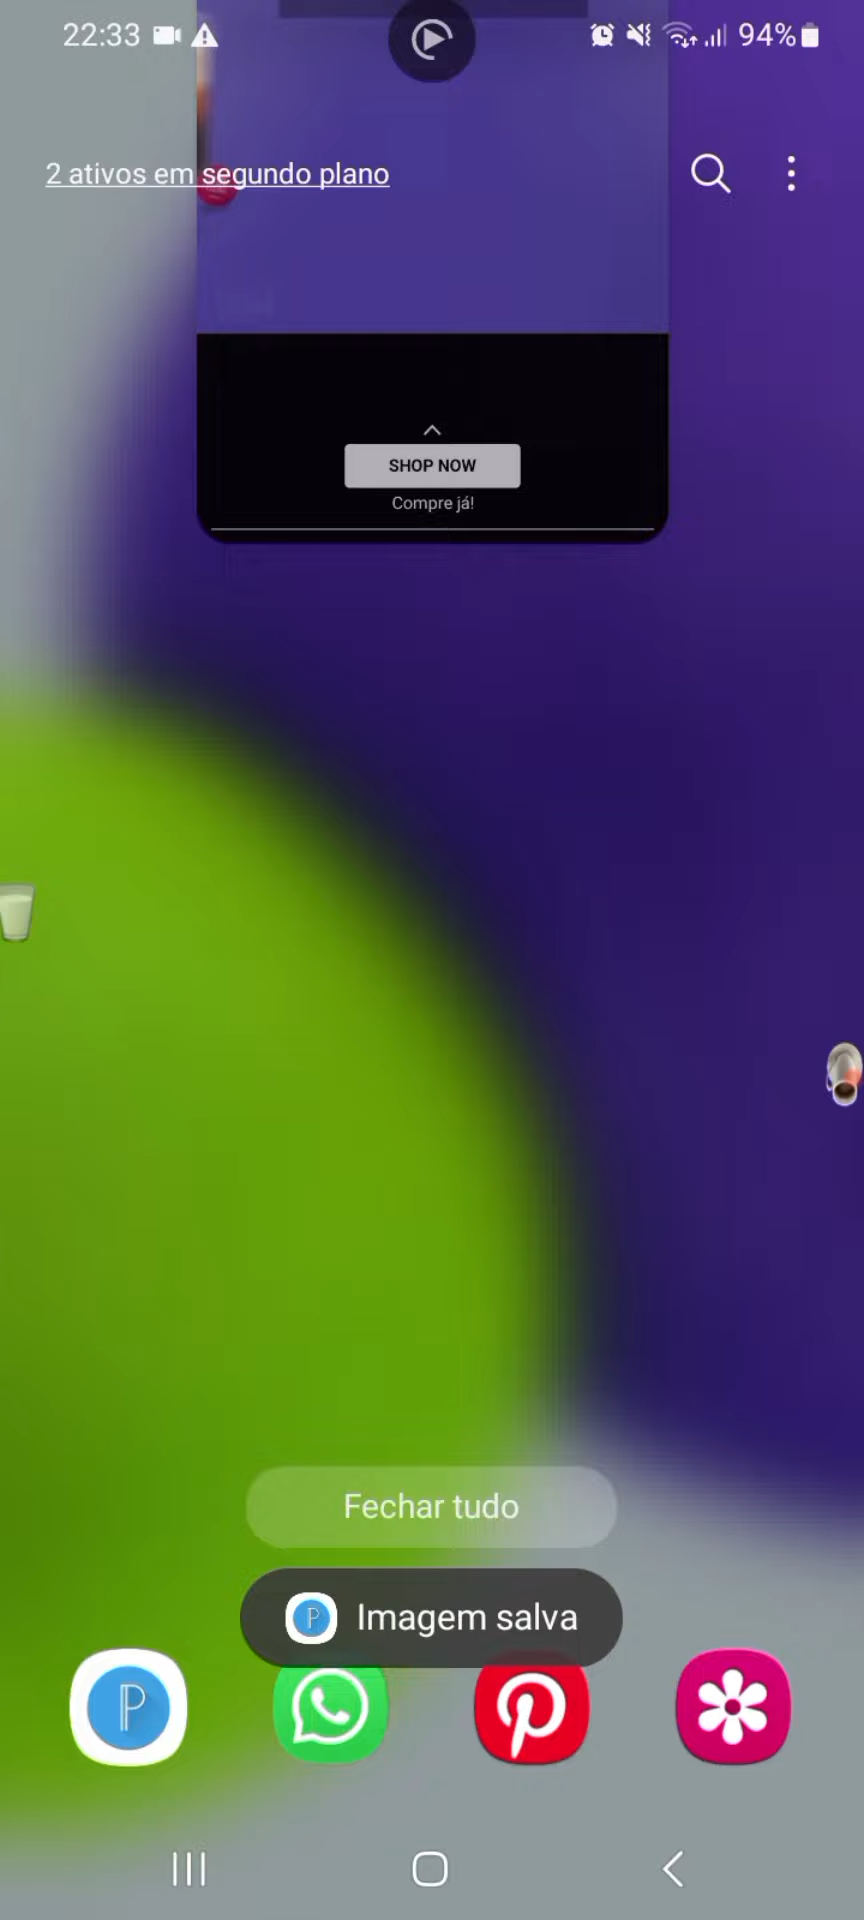 22:33
94%
2 ativos em segundo plano
SHOP NOW
Compre já!
Fechar tudo
P Imagem salva
P